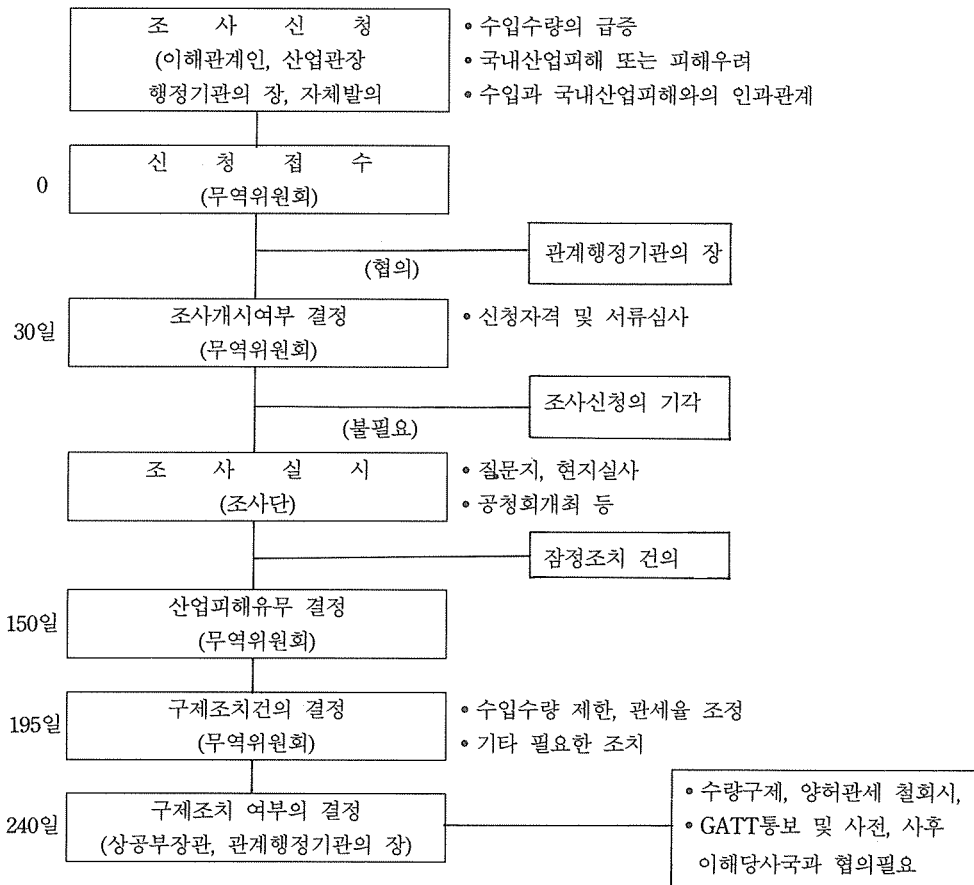 조 사 신 청
(이해관계인, 산업관장
행정기관의 장, 자체발의
• 수입수량의 급증
• 국내산업피해 또는 피해우려
• 수입과 국내산업피해와의 인과관계
0
신 청 접 수
(무역위원회)
(협의)
관계행정기관의 장
30일
조사개시여부 결정
(무역위원회)
• 신청자격 및 서류심사
(불필요)
조사신청의 기각
조 사 실 시
(조사단)
• 질문지, 현지실사
• 공청회개최 등
잠정조치 건의
150일
산업피해유무 결정
(무역위원회)
195일
구제조치건의 결정
(무역위원회)
• 수입수량 제한, 관세율 조정
• 기타 필요한 조치
240일
구제조치 여부의 결정
(상공부장관, 관계행정기관의 장)
• 수량구제, 양허관세 철회시,
• GATT통보 및 사전, 사후
이해당사국과 협의필요